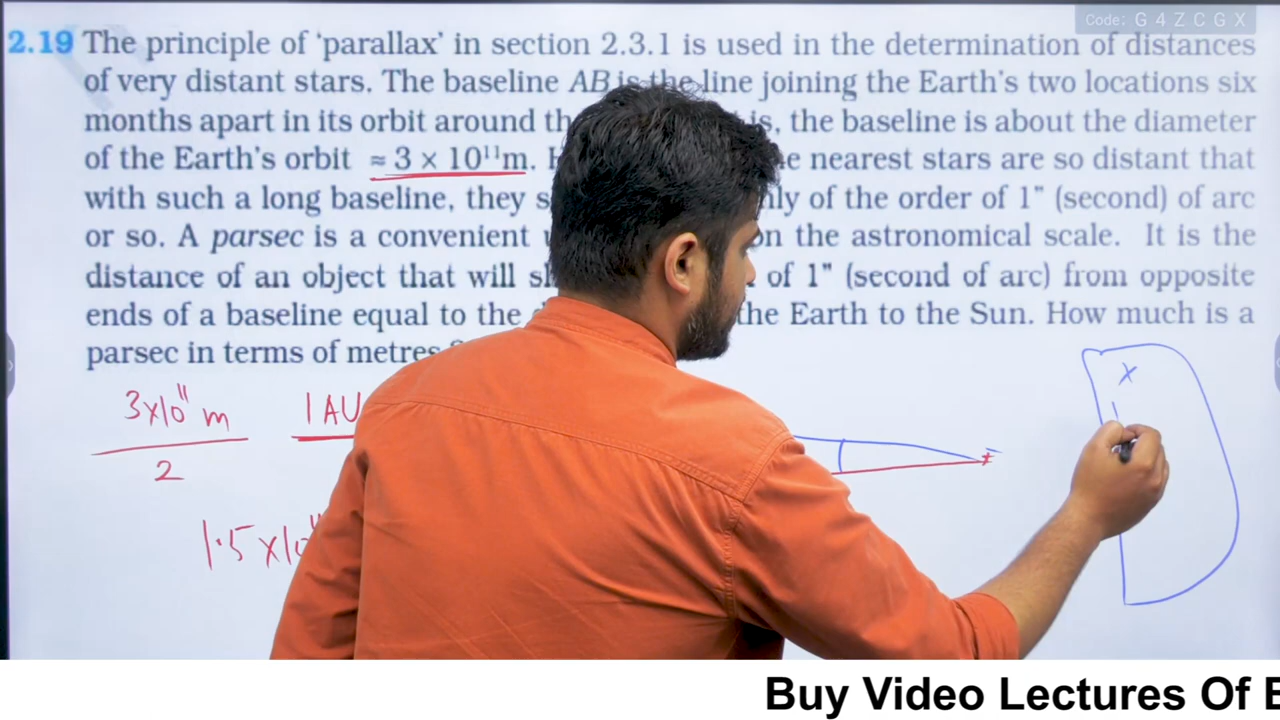 Code: G 4 Z C G X
2.19 The principle of ‘parallax’ in section 2.3.1 is used in the determination of distances
of very distant stars. The baseline AB is the line joining the Earth’s two locations six
months apart in its orbit around the baseline is about the diameter
of the Earth’s orbit ≈ 3 × 10¹¹m. nearest stars are so distant that
with such a long baseline, they of the order of 1" (second) of arc
or so. A parsec is a convenient on the astronomical scale. It is the
distance of an object that will of 1" (second of arc) from opposite
ends of a baseline equal to the the Earth to the Sun. How much is a
parsec in terms of metres
3×10¹¹ m
2
1 AU
1.5 ×10
x
Buy Video Lectures Of